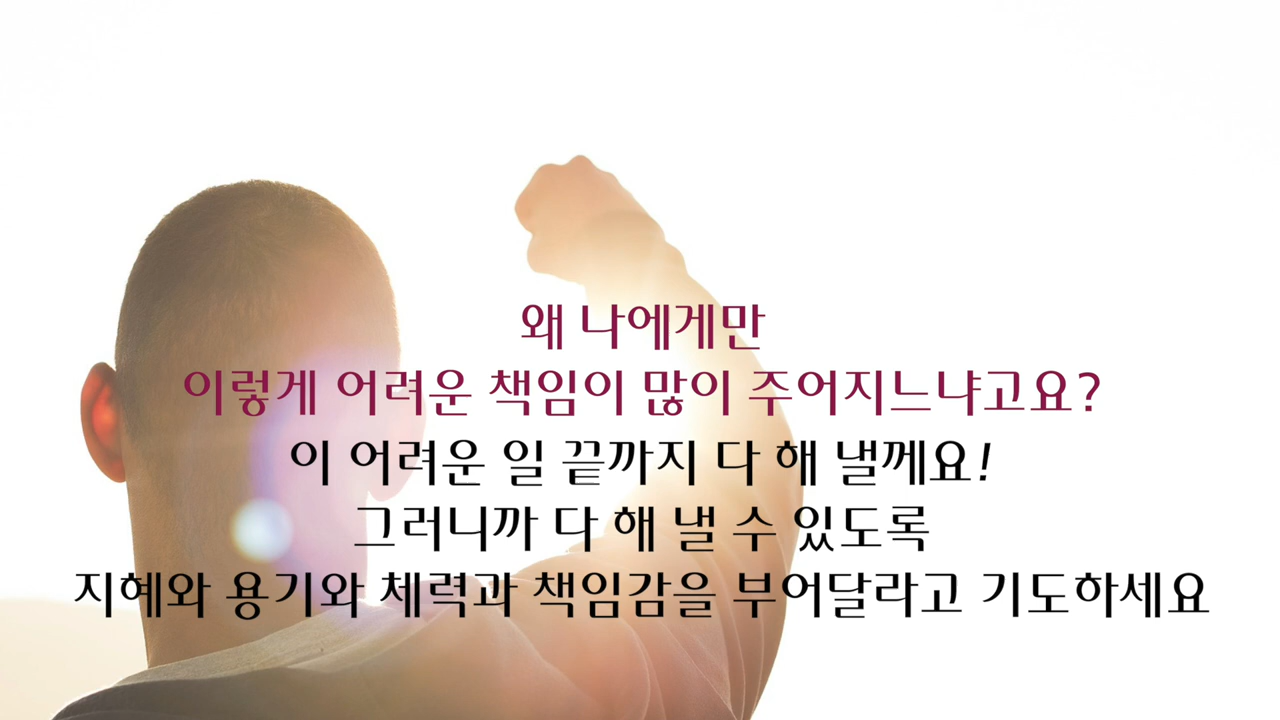 왜 나에게만
이렇게 어려운 책임이 많이 주어지느냐고요?
이 어려운 일 끝까지 다 해 낼께요!
그러니까 다 해 낼 수 있도록
지혜와 용기와 체력과 책임감을 부어달라고 기도하세요